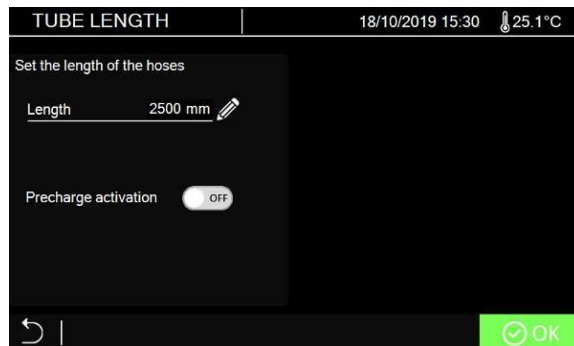 TUBE LENGTH 18/10/2019 15:30 25.1°C
Set the length of the hoses
Length 2500 mm
Precharge activation OFF
OK